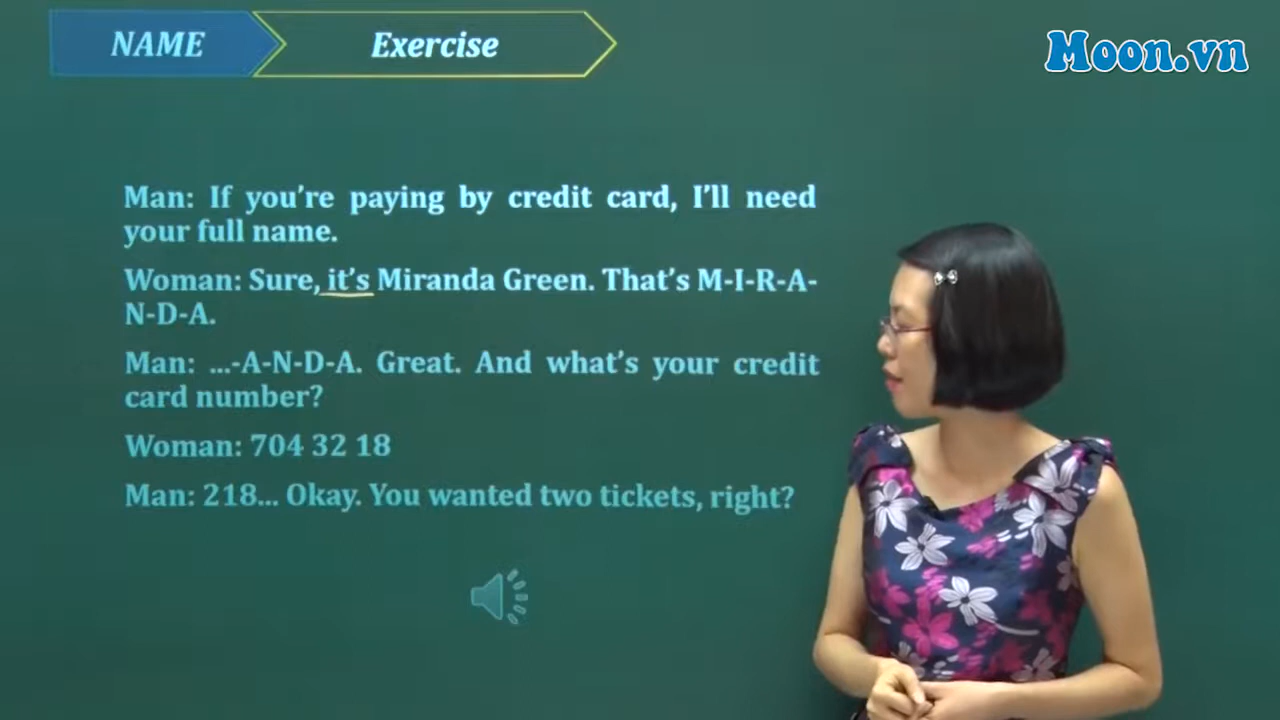 NAME
Exercise
Moon.vn
Man: If you're paying by credit card, I'll need
your full name.
Woman: Sure, it's Miranda Green. That's M-I-R-A-
N-D-A.
Man: ...-A-N-D-A. Great. And what's your credit
card number?
Woman: 704 32 18
Man: 218... Okay. You wanted two tickets, right?